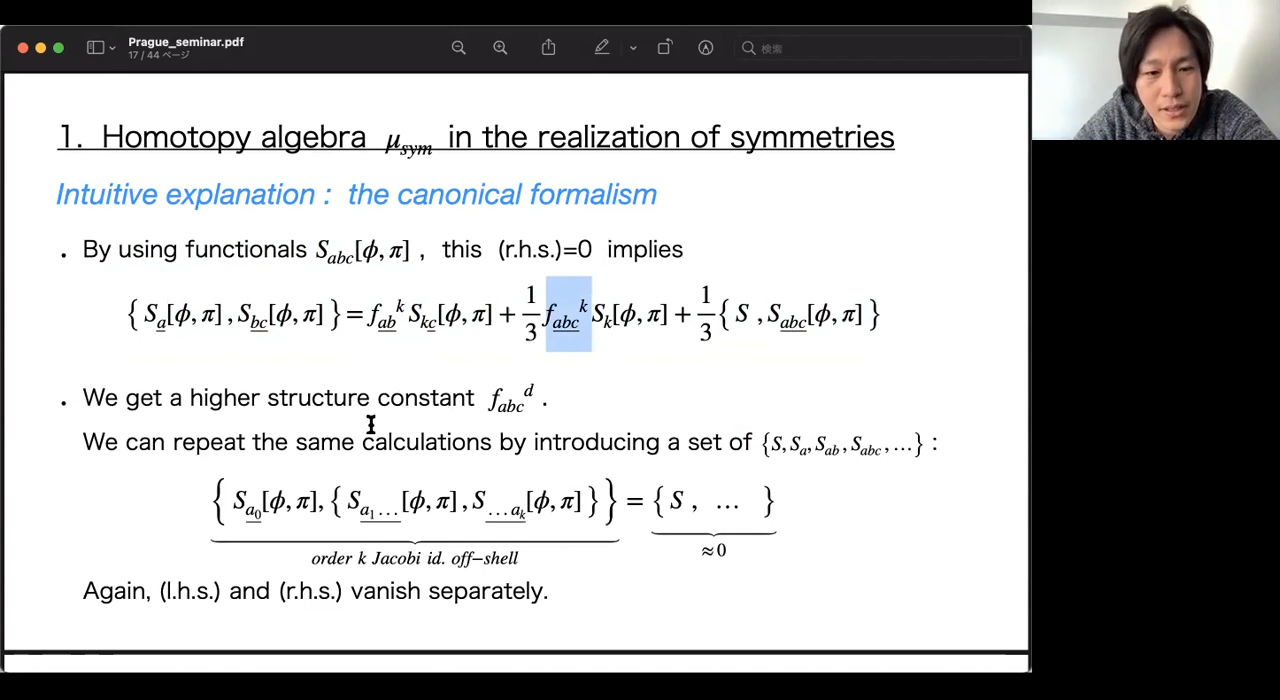 Prague_seminar.pdf
17 / 44 ページ
検索
1. Homotopy algebra μ_sym in the realization of symmetries
Intuitive explanation : the canonical formalism
. By using functionals S_abc[ϕ, π] , this (r.h.s.)=0 implies
{ S_a[ϕ, π] , S_bc[ϕ, π] } = f_ab^k S_kc[ϕ, π] + 1/3 f_abc^k S_k[ϕ, π] + 1/3 { S , S_abc[ϕ, π] }
. We get a higher structure constant f_abc^d .
We can repeat the same calculations by introducing a set of {S, S_a, S_ab, S_abc, …} :
{ S_a₀[ϕ, π], { S_a₁…[ϕ, π] , S_…a_k[ϕ, π] } } = { S , … }
order k Jacobi id. off−shell
≈0
Again, (l.h.s.) and (r.h.s.) vanish separately.